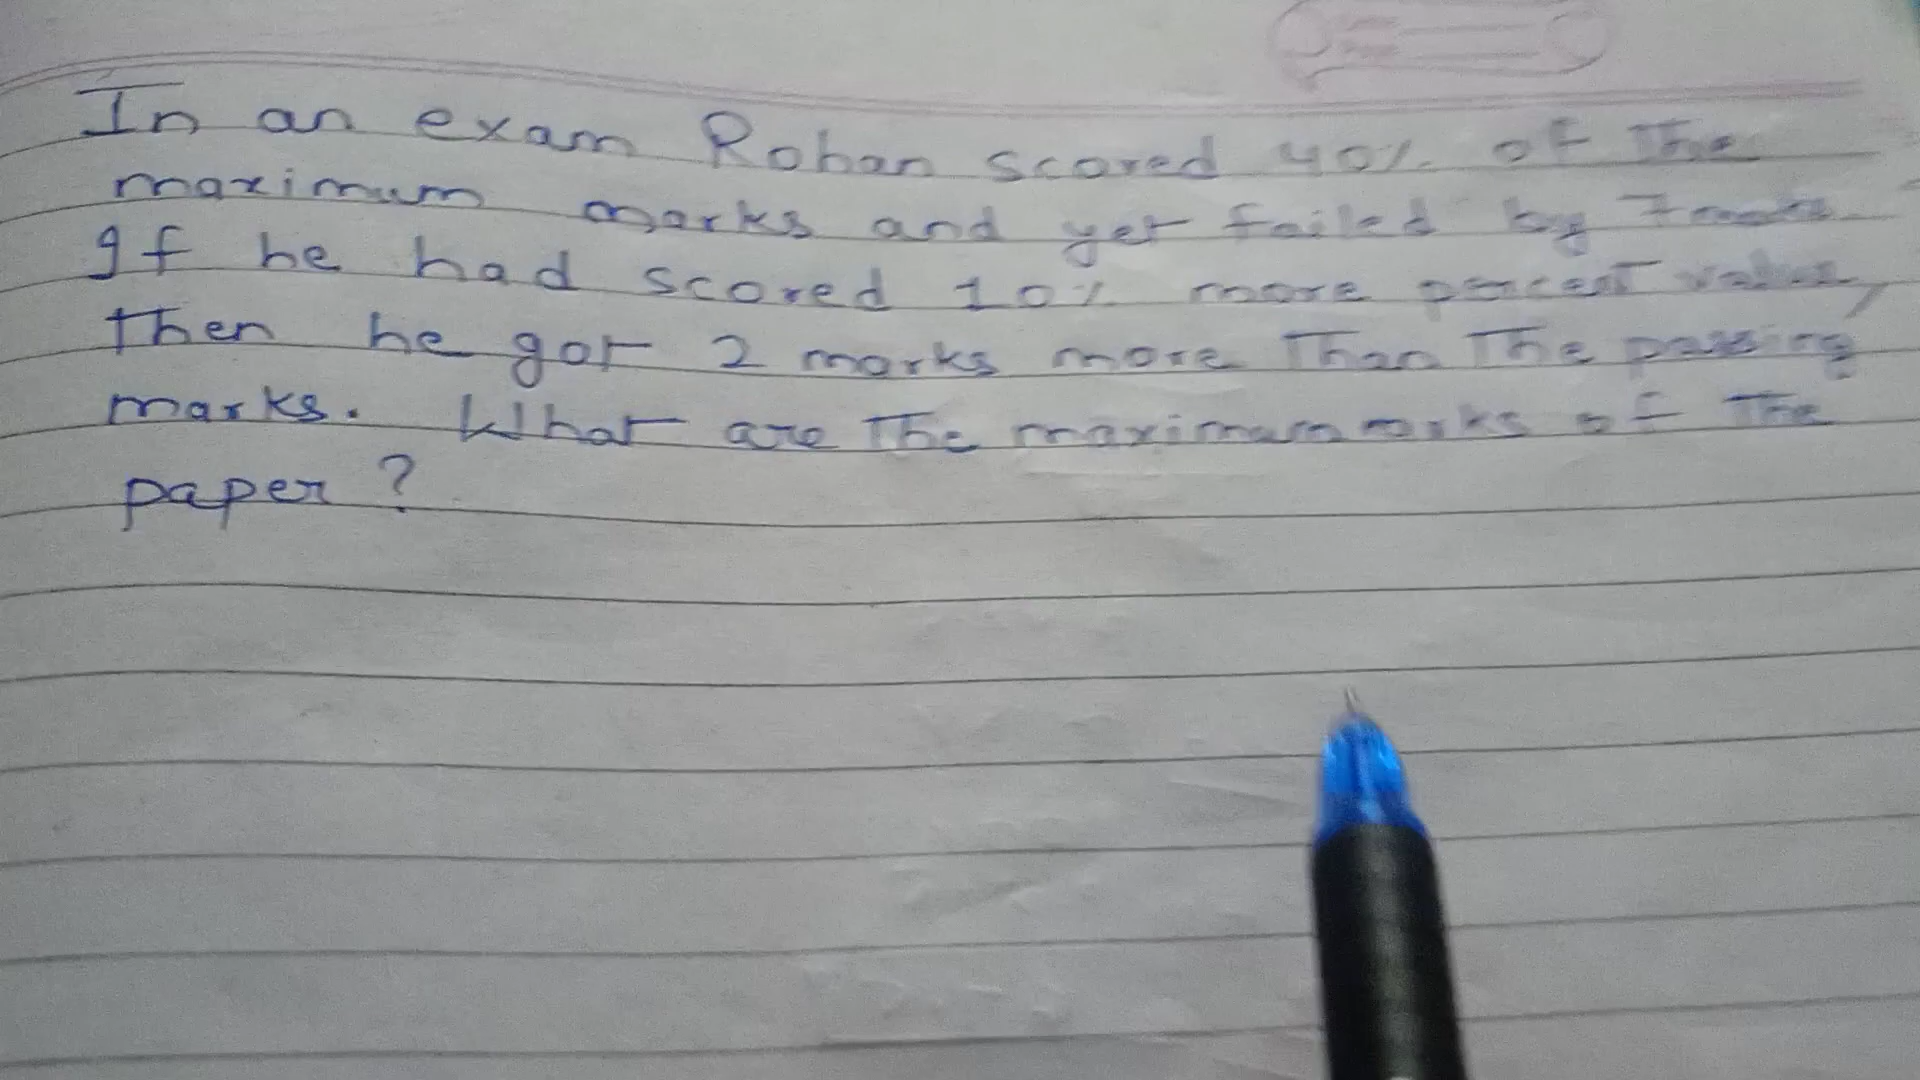 In an exam Rohan scored 40% of The
maximum marks and yet failed by 7 marks
If he had scored 10% more percent value,
Then he got 2 marks more Than The passing
marks. What are The maximum marks of The
paper?